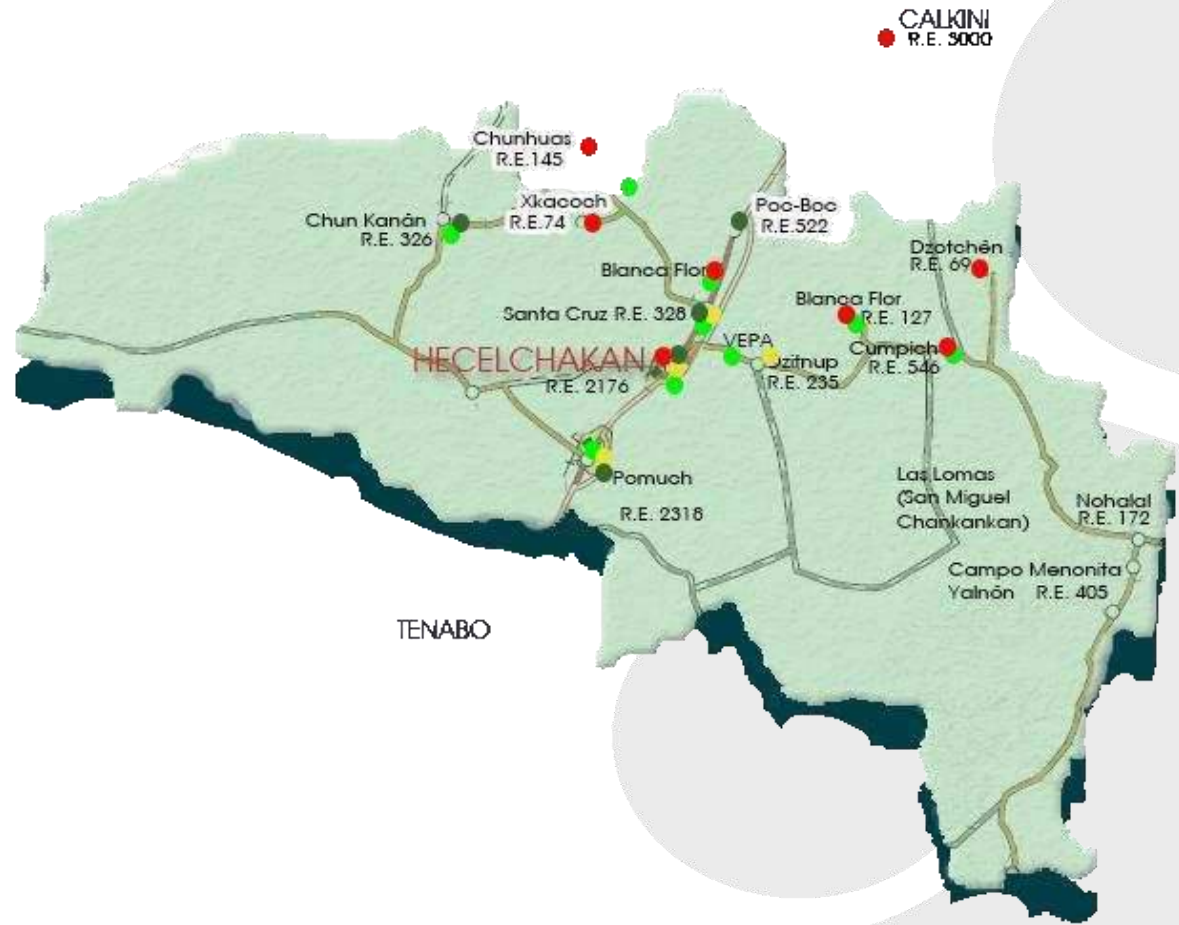 CALKINI
R.E. 3000
Chunhuas
R.E.145
Xkacoch
R.E.74
Chun Kanán
R.E. 326
Poc-Boc
R.E.522
Dzotchén
R.E. 69
Blanca Flor
Blanca Flor
R.E. 127
Santa Cruz R.E. 328
VEPA
Cumpich
R.E. 546
HECELCHAKANA
R.E. 2176
Dzitnup
R.E. 235
Pomuch
R.E. 2318
Las Lomas
(San Miguel
Chankankan)
Nohalal
R.E. 172
Campo Menonita
Yalnón R.E. 405
TENABO